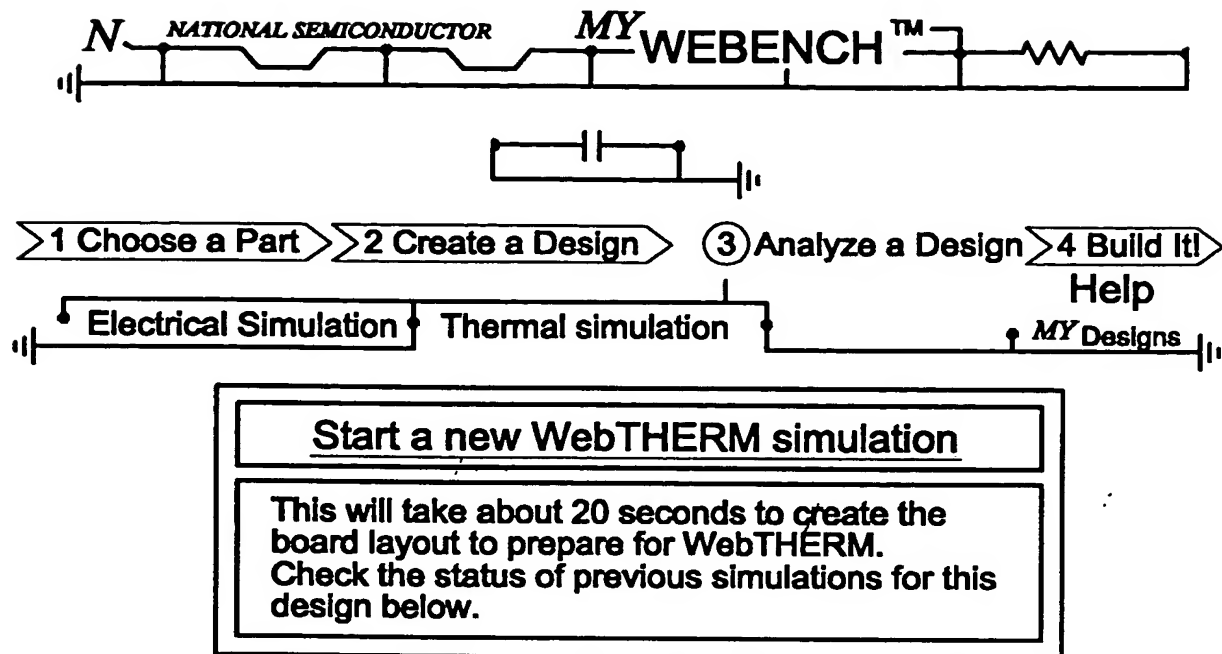 N NATIONAL SEMICONDUCTOR MY WEBENCH™
1 Choose a Part 2 Create a Design 3 Analyze a Design 4 Build It!
Help
Electrical Simulation Thermal simulation
MY Designs
Start a new WebTHERM simulation
This will take about 20 seconds to create the
board layout to prepare for WebTHERM.
Check the status of previous simulations for this
design below.